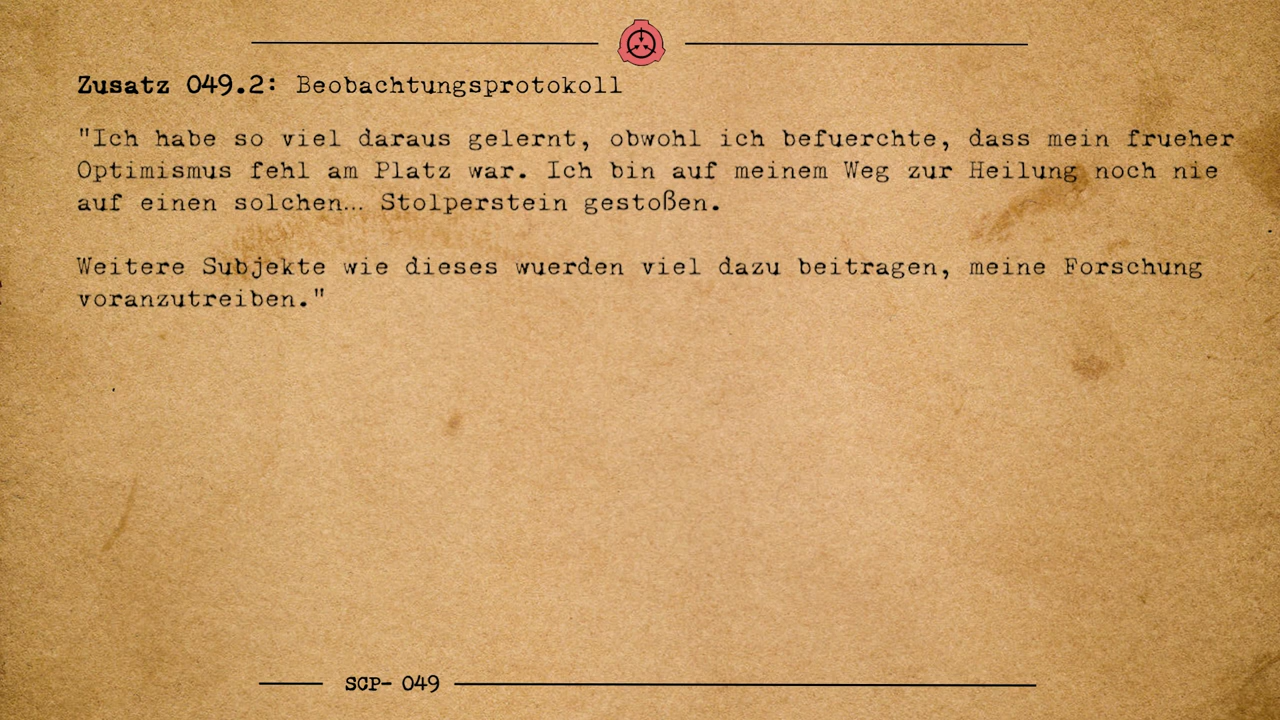 Zusatz 049.2: Beobachtungsprotokoll
"Ich habe so viel daraus gelernt, obwohl ich befuerchte, dass mein frueher
Optimismus fehl am Platz war. Ich bin auf meinem Weg zur Heilung noch nie
auf einen solchen… Stolperstein gestoßen.
Weitere Subjekte wie dieses wuerden viel dazu beitragen, meine Forschung
voranzutreiben."
SCP- 049